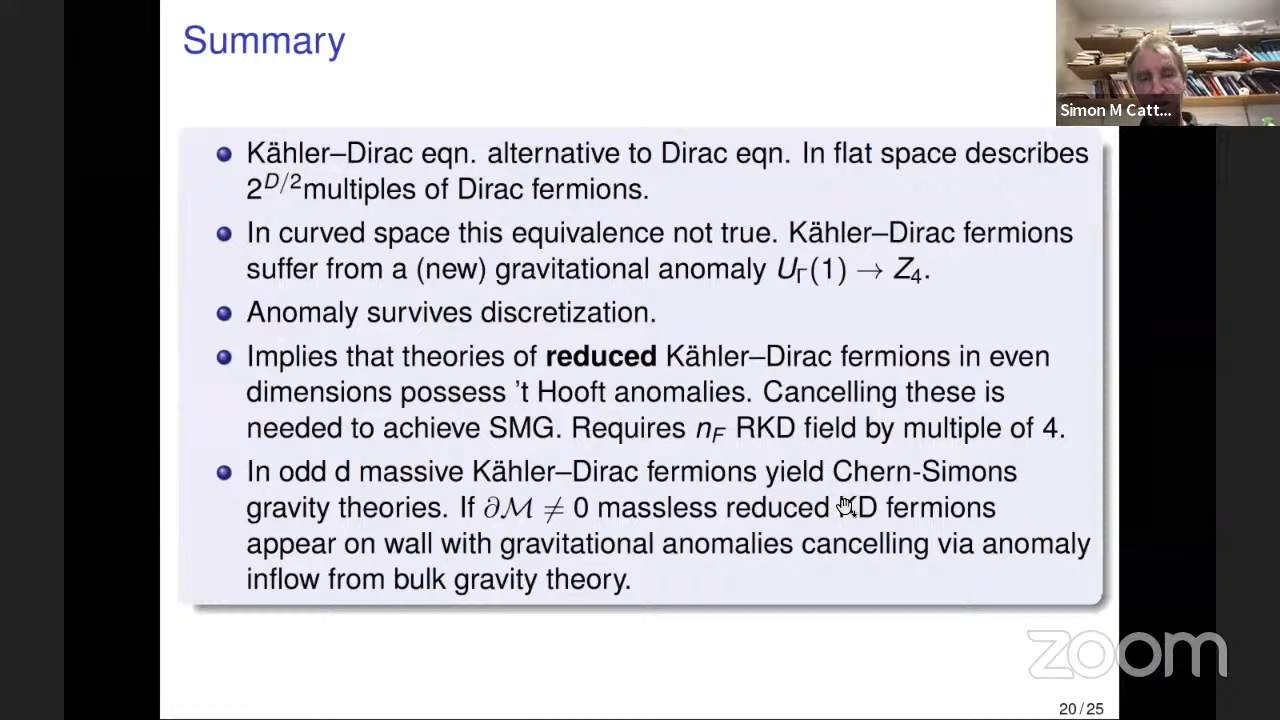 Summary
Simon M Catt...
Kähler–Dirac eqn. alternative to Dirac eqn. In flat space describes
2^{D/2}multiples of Dirac fermions.
In curved space this equivalence not true. Kähler–Dirac fermions
suffer from a (new) gravitational anomaly U_Γ(1) → Z_4.
Anomaly survives discretization.
Implies that theories of reduced Kähler–Dirac fermions in even
dimensions possess 't Hooft anomalies. Cancelling these is
needed to achieve SMG. Requires n_F RKD field by multiple of 4.
In odd d massive Kähler–Dirac fermions yield Chern-Simons
gravity theories. If ∂M ≠ 0 massless reduced KD fermions
appear on wall with gravitational anomalies cancelling via anomaly
inflow from bulk gravity theory.
zoom
20/25